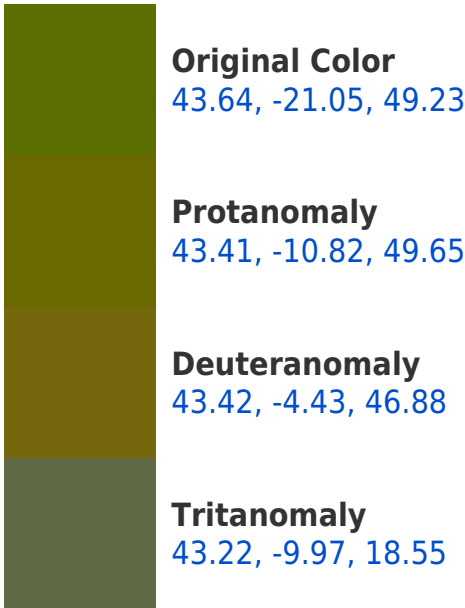 Original Color
43.64, -21.05, 49.23
Protanomaly
43.41, -10.82, 49.65
Deuteranomaly
43.42, -4.43, 46.88
Tritanomaly
43.22, -9.97, 18.55